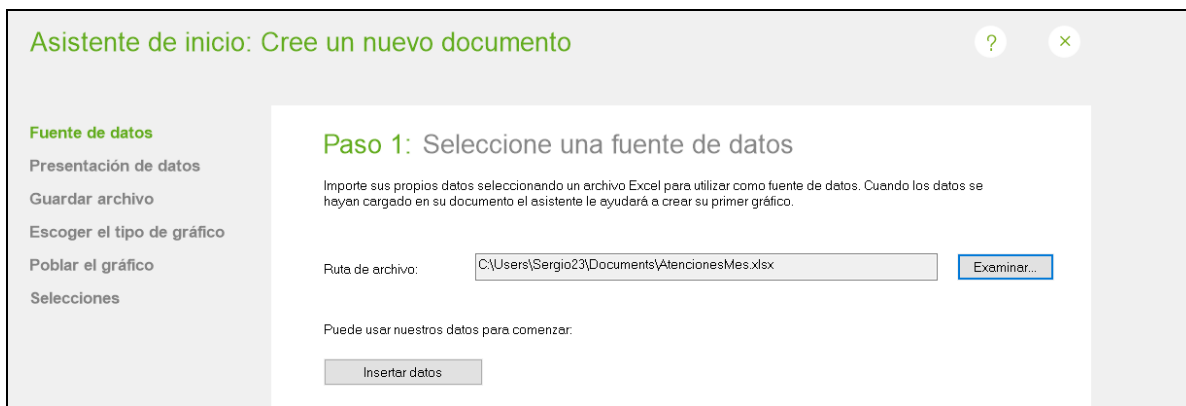 Asistente de inicio: Cree un nuevo documento
?
×
Fuente de datos
Presentación de datos
Guardar archivo
Escoger el tipo de gráfico
Poblar el gráfico
Selecciones
Paso 1: Seleccione una fuente de datos
Importe sus propios datos seleccionando un archivo Excel para utilizar como fuente de datos. Cuando los datos se
hayan cargado en su documento el asistente le ayudará a crear su primer gráfico.
Ruta de archivo: C:\Users\Sergio23\Documents\AtencionesMes.xlsx Examinar...
Puede usar nuestros datos para comenzar:
Insertar datos